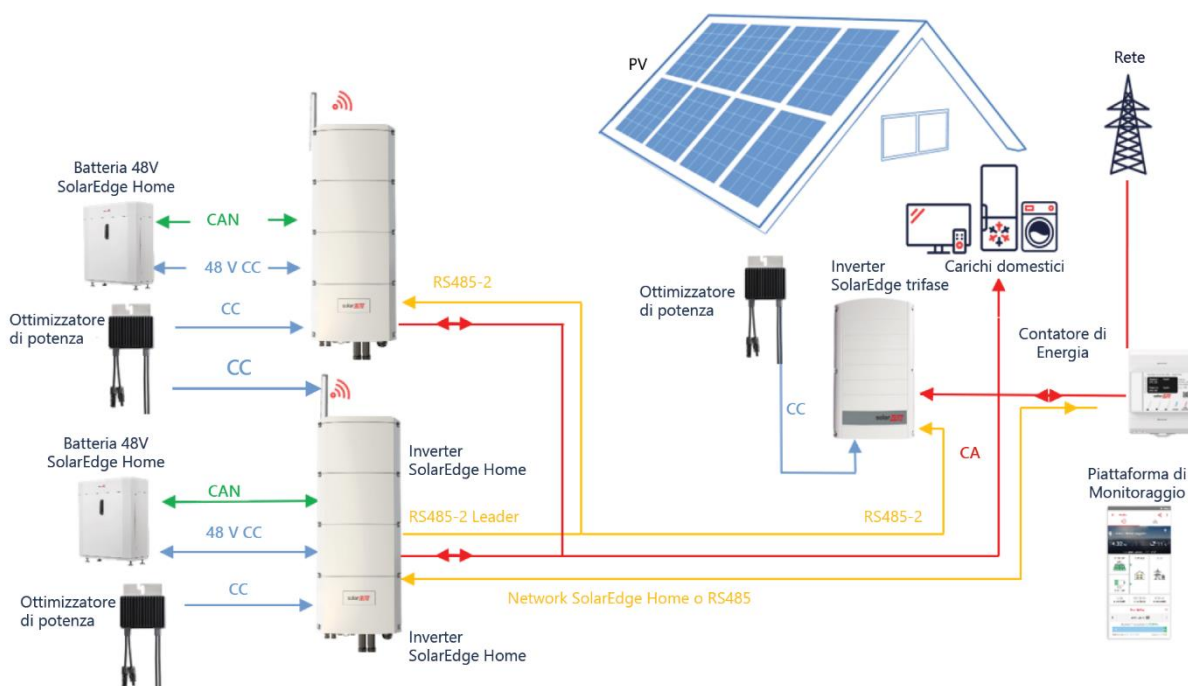 PV
Rete
Batteria 48V
SolarEdge Home
CAN
48 V CC
Ottimizzatore
di potenza
CC
CC
RS485-2
Ottimizzatore
di potenza
Inverter
SolarEdge trifase
Carichi domestici
Contatore di
Energia
CC
CA
Batteria 48V
SolarEdge Home
CAN
48 V CC
Ottimizzatore
di potenza
CC
Inverter
SolarEdge Home
RS485-2 Leader
RS485-2
Network SolarEdge Home o RS485
Inverter
SolarEdge Home
Piattaforma di
Monitoraggio